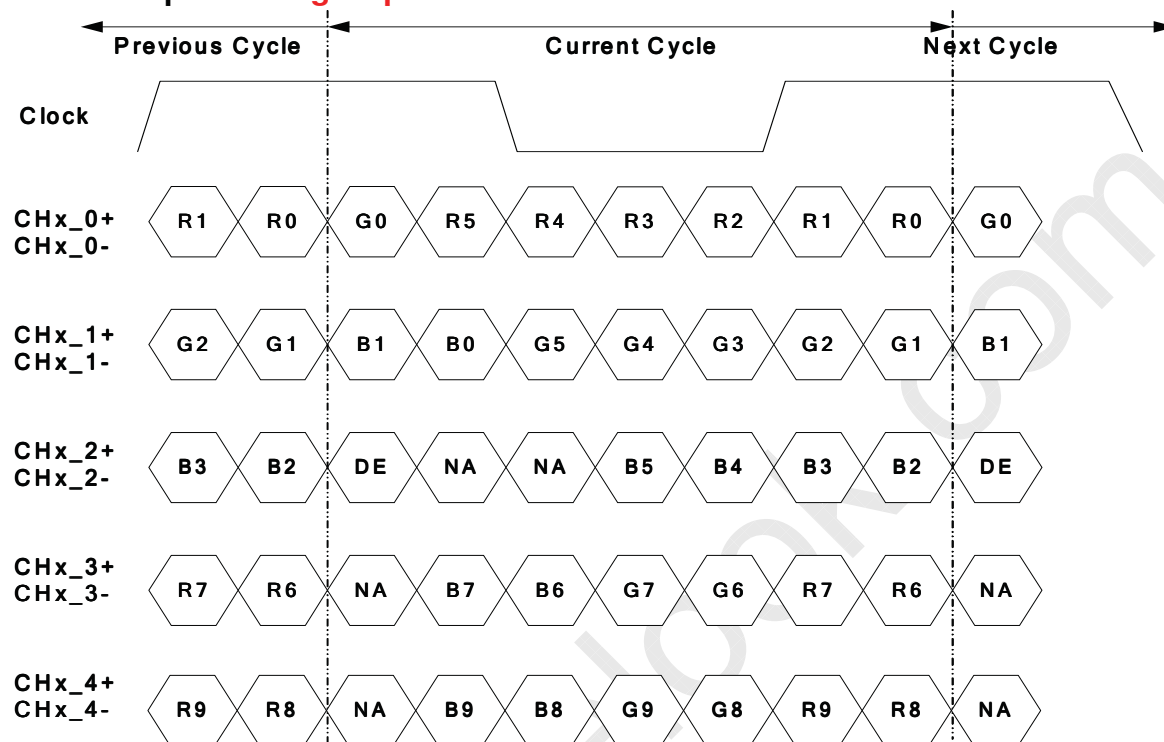 Previous Cycle Current Cycle Next Cycle
Clock
CHx_0+ R1 R0 G0 R5 R4 R3 R2 R1 R0 G0
CHx_0-
CHx_1+ G2 G1 B1 B0 G5 G4 G3 G2 G1 B1
CHx_1-
CHx_2+ B3 B2 DE NA NA B5 B4 B3 B2 DE
CHx_2-
CHx_3+ R7 R6 NA B7 B6 G7 G6 R7 R6 NA
CHx_3-
CHx_4+ R9 R8 NA B9 B8 G9 G8 R9 R8 NA
CHx_4-